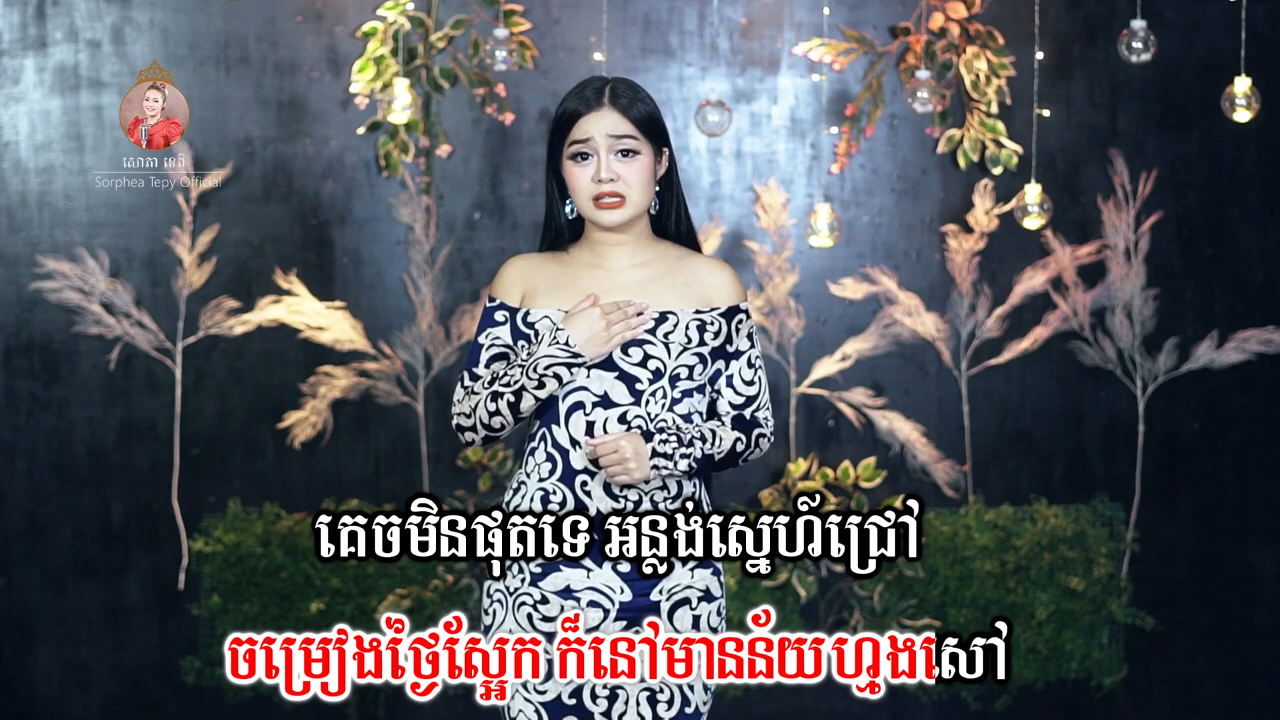 សោភា ទេពី
Sorphea Tepy Official
គេចមិនផុតទេ អន្លង់ស្នេហ៍ជ្រៅ
ចម្រៀងថ្ងៃស្អែក ក៏នៅមានន័យហ្មងសៅ